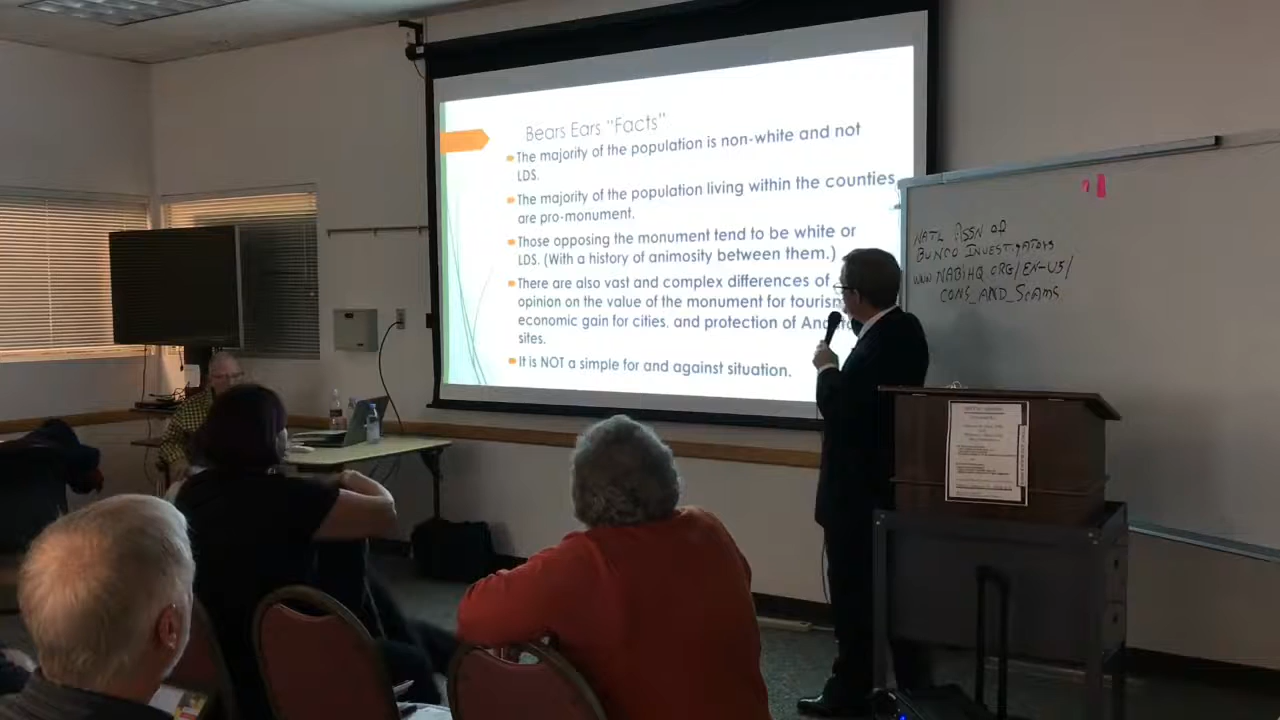 Bears Ears "Facts"
The majority of the population is non-white and not
LDS.
The majority of the population living within the counties
are pro-monument.
Those opposing the monument tend to be white or
LDS. (With a history of animosity between them.)
There are also vast and complex differences of
opinion on the value of the monument for tourism
economic gain for cities, and protection of
sites.
It is NOT a simple for and against situation.
NATL ASSN OF
BUNCO INVESTIGATORS
WWW.NABIHQ.ORG/EN-US/
CONS_AND_SCAMS